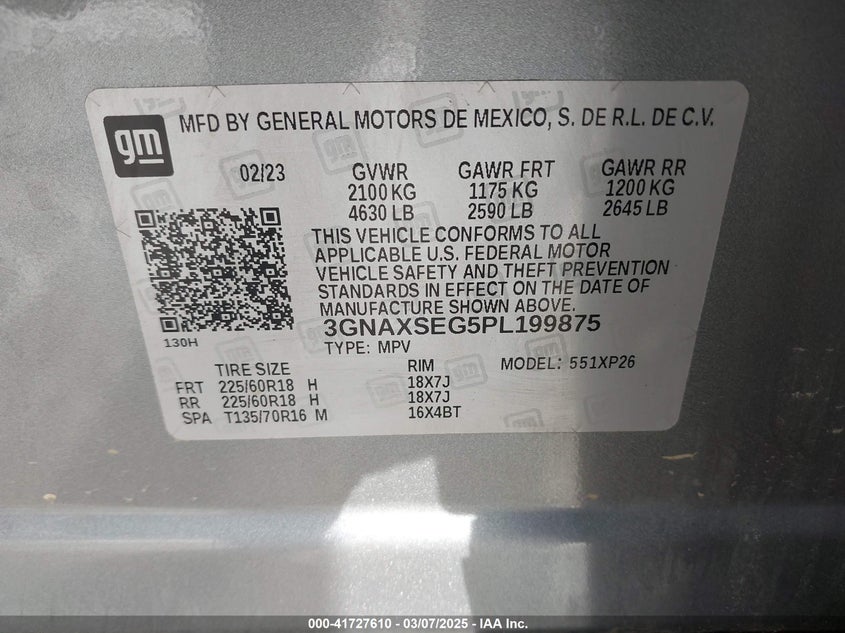 gm
MFD BY GENERAL MOTORS DE MEXICO, S. DE R.L. DE C.V.
02/23 GVWR GAWR FRT GAWR RR
2100 KG 1175 KG 1200 KG
4630 LB 2590 LB 2645 LB
THIS VEHICLE CONFORMS TO ALL
APPLICABLE U.S. FEDERAL MOTOR
VEHICLE SAFETY AND THEFT PREVENTION
STANDARDS IN EFFECT ON THE DATE OF
MANUFACTURE SHOWN ABOVE.
3GNAXSEG5PL199875
130H
TYPE: MPV MODEL: 551XP26
TIRE SIZE RIM
FRT 225/60R18 H 18X7J
RR 225/60R18 H 18X7J
SPA T135/70R16 M 16X4BT
000-41727610 - 03/07/2025 - IAA Inc.